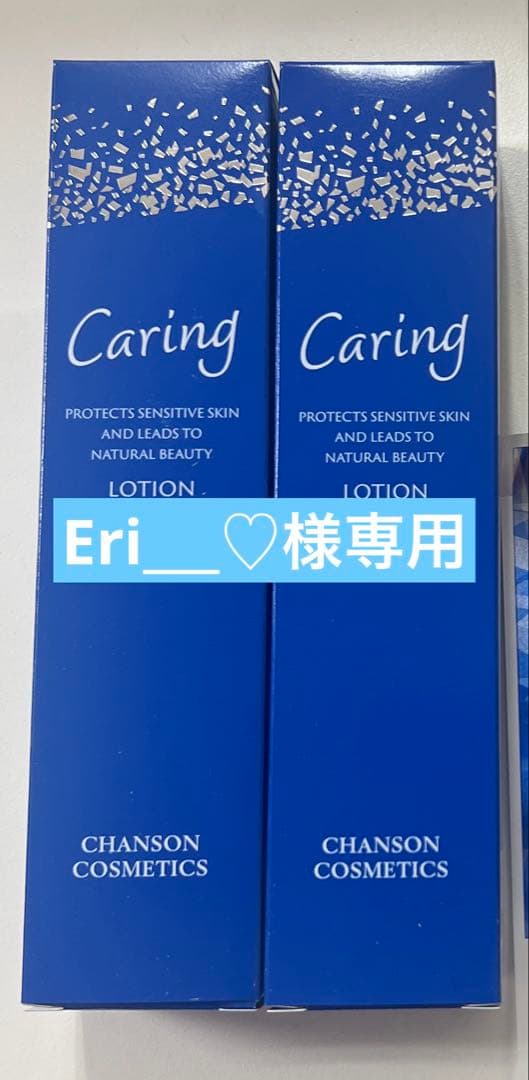 Caring
PROTECTS SENSITIVE SKIN
AND LEADS TO
NATURAL BEAUTY
LOTION
Caring
PROTECTS SENSITIVE SKIN
AND LEADS TO
NATURAL BEAUTY
LOTION
Eri__♡様専用
CHANSON
COSMETICS
CHANSON
COSMETICS